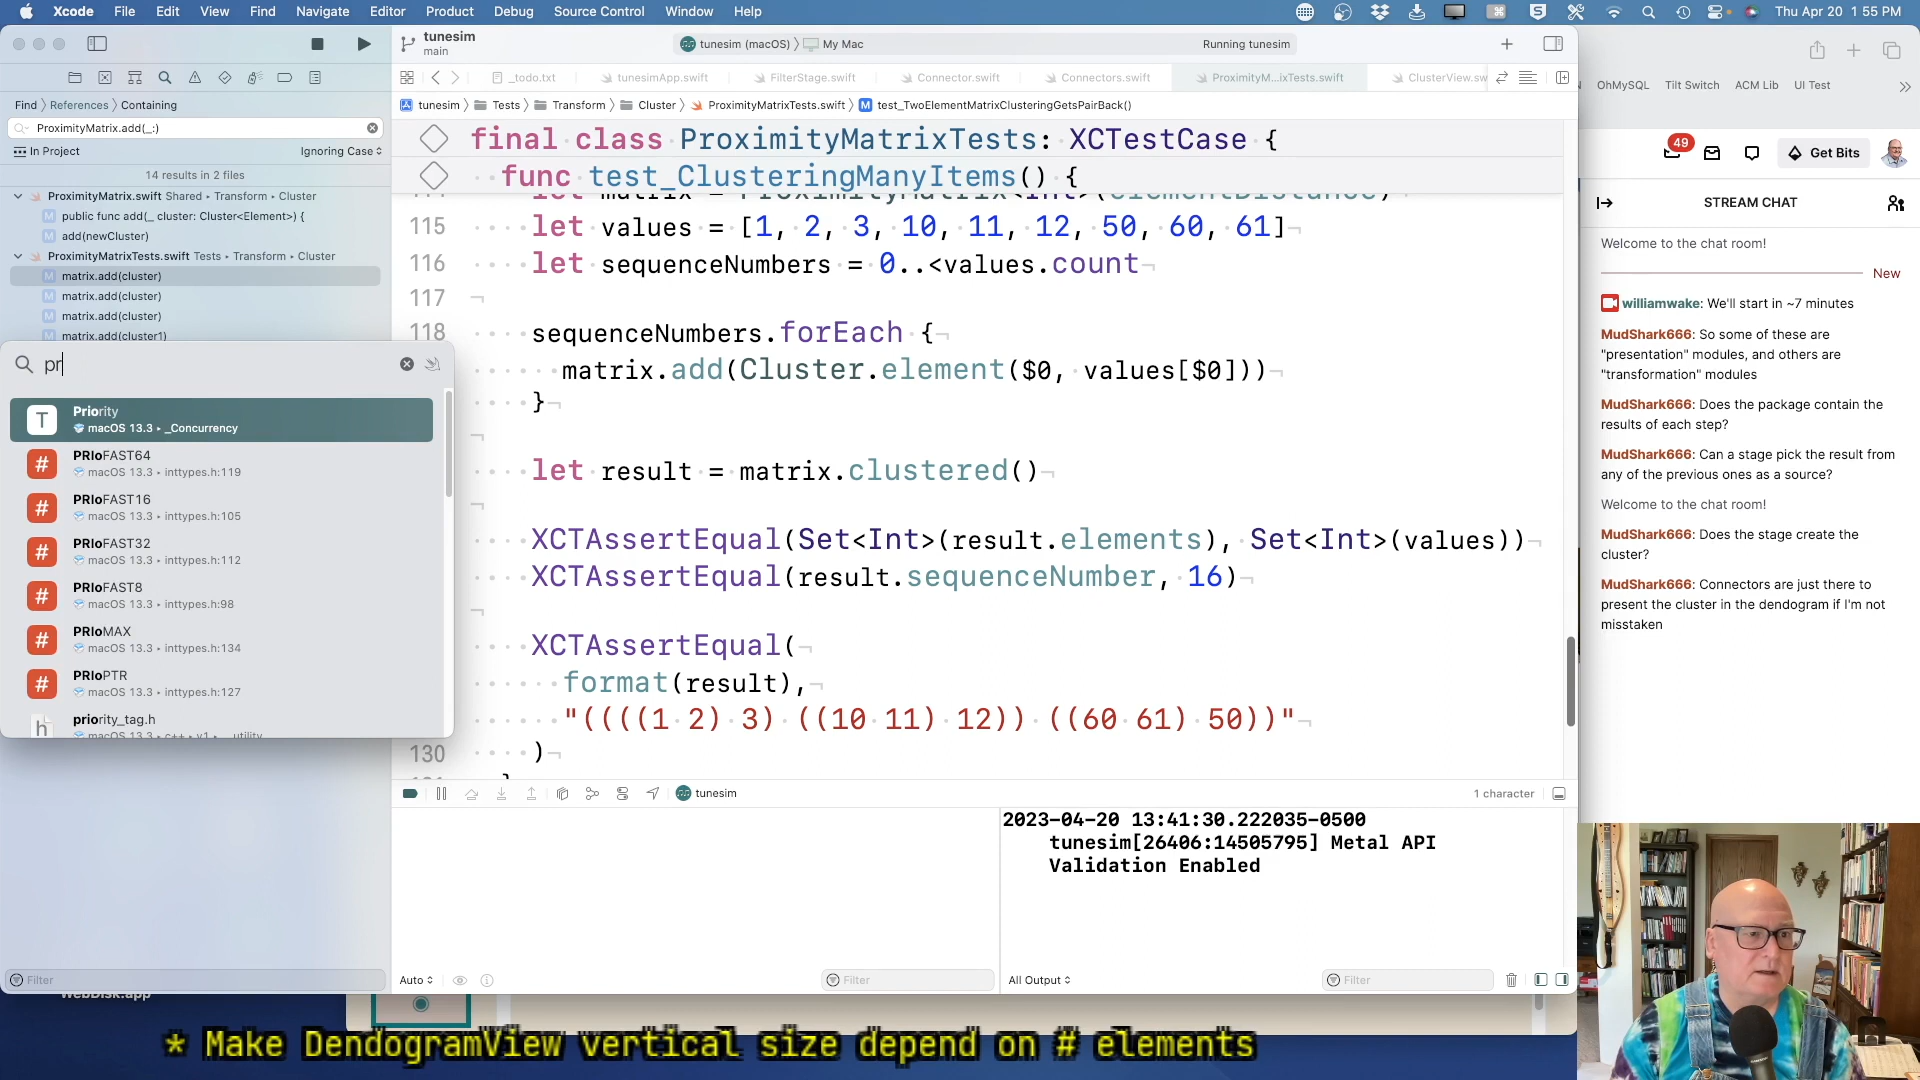 Xcode File Edit View Find Navigate Editor Product Debug Source Control Window Help
Thu Apr 20 1 55 PM
tunesim
main
tunesim (macOS) 〉 My Mac
Running tunesim
_todo.txt
tunesimApp.swift
FilterStage.swift
Connector.swift
Connectors.swift
ProximityM...ixTests.swift
ClusterView.sw
Find 〉 References 〉 Containing
ProximityMatrix.add(_:)
In Project
Ignoring Case
14 results in 2 files
ProximityMatrix.swift Shared ▸ Transform ▸ Cluster
M public func add(_ cluster: Cluster<Element>) {
M add(newCluster)
ProximityMatrixTests.swift Tests ▸ Transform ▸ Cluster
M matrix.add(cluster)
M matrix.add(cluster)
M matrix.add(cluster)
M matrix.add(cluster1)
pr
T Priority
macOS 13.3 ▸ _Concurrency
# PRIoFAST64
macOS 13.3 ▸ inttypes.h:119
# PRIoFAST16
macOS 13.3 ▸ inttypes.h:105
# PRIoFAST32
macOS 13.3 ▸ inttypes.h:112
# PRIoFAST8
macOS 13.3 ▸ inttypes.h:98
# PRIoMAX
macOS 13.3 ▸ inttypes.h:134
# PRIoPTR
macOS 13.3 ▸ inttypes.h:127
h priority_tag.h
macOS 13.3 ▸ c++ ▸ v1 ▸ __utility
Filter
WebDisk.app
tunesim 〉 Tests 〉 Transform 〉 Cluster 〉 ProximityMatrixTests.swift 〉 M test_TwoElementMatrixClusteringGetsPairBack()
final class ProximityMatrixTests: XCTestCase {
func test_ClusteringManyItems() {
let matrix = ProximityMatrix<Int>(elementDistance)
115 let values = [1, 2, 3, 10, 11, 12, 50, 60, 61]¬
116 let sequenceNumbers = 0..<values.count¬
117 ¬
118 sequenceNumbers.forEach {¬
matrix.add(Cluster.element($0, values[$0]))¬
}¬
¬
let result = matrix.clustered()¬
¬
XCTAssertEqual(Set<Int>(result.elements), Set<Int>(values))¬
XCTAssertEqual(result.sequenceNumber, 16)¬
¬
XCTAssertEqual(¬
format(result),¬
"((((1 2) 3) ((10 11) 12)) ((60 61) 50))"¬
130 )¬
tunesim
1 character
2023-04-20 13:41:30.222035-0500
tunesim[26406:14505795] Metal API
Validation Enabled
Auto
Filter
All Output
Filter
OhMySQL Tilt Switch ACM Lib UI Test
49
Get Bits
STREAM CHAT
Welcome to the chat room!
New
williamwake: We'll start in ~7 minutes
MudShark666: So some of these are
"presentation" modules, and others are
"transformation" modules
MudShark666: Does the package contain the
results of each step?
MudShark666: Can a stage pick the result from
any of the previous ones as a source?
Welcome to the chat room!
MudShark666: Does the stage create the
cluster?
MudShark666: Connectors are just there to
present the cluster in the dendogram if I'm not
misstaken
* Make DendogramView vertical size depend on # elements